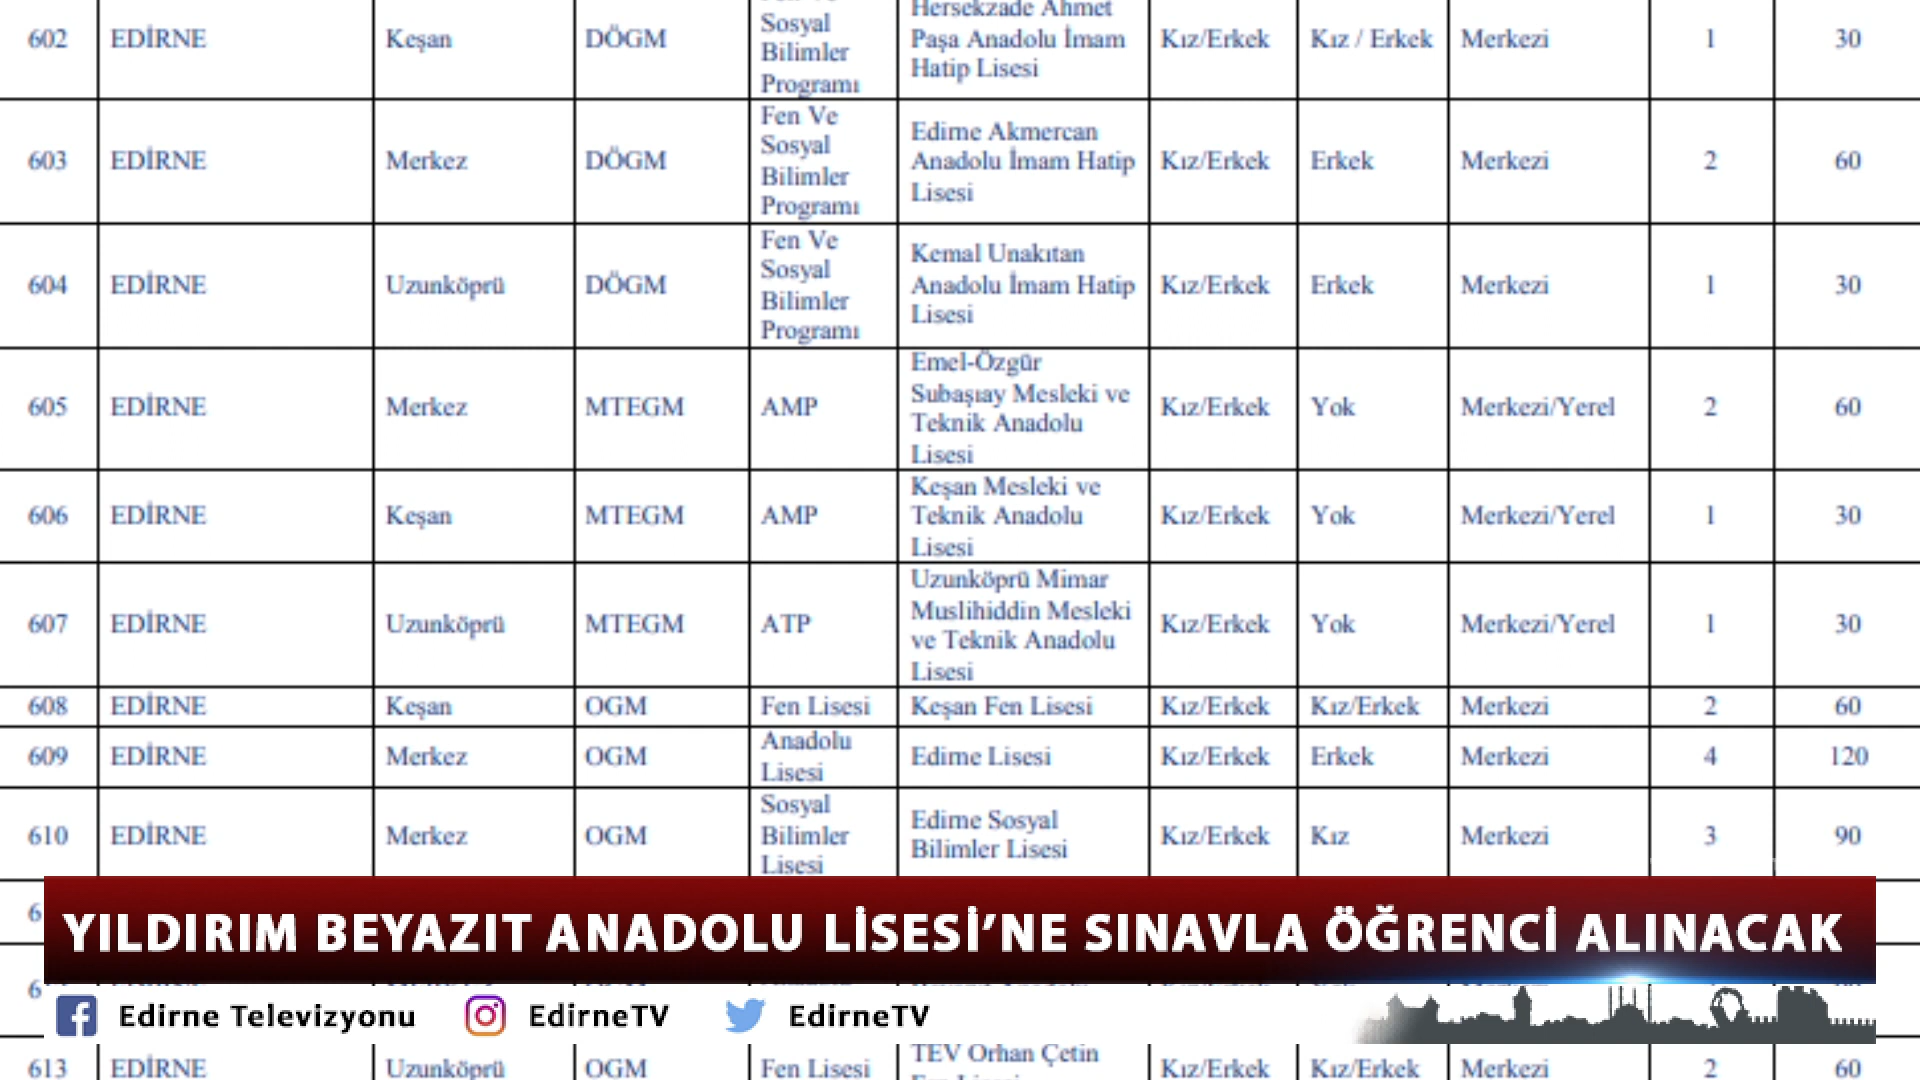 602 EDİRNE Keşan DÖGM Sosyal Bilimler Programı Hersekzade Ahmet Paşa Anadolu İmam Hatip Lisesi Kız/Erkek Kız / Erkek Merkezi 1 30
603 EDİRNE Merkez DÖGM Fen Ve Sosyal Bilimler Programı Edirne Akmercan Anadolu İmam Hatip Lisesi Kız/Erkek Erkek Merkezi 2 60
604 EDİRNE Uzunköprü DÖGM Fen Ve Sosyal Bilimler Programı Kemal Unakıtan Anadolu İmam Hatip Lisesi Kız/Erkek Erkek Merkezi 1 30
605 EDİRNE Merkez MTEGM AMP Emel-Özgür Subaşıay Mesleki ve Teknik Anadolu Lisesi Kız/Erkek Yok Merkezi/Yerel 2 60
606 EDİRNE Keşan MTEGM AMP Keşan Mesleki ve Teknik Anadolu Lisesi Kız/Erkek Yok Merkezi/Yerel 1 30
607 EDİRNE Uzunköprü MTEGM ATP Uzunköprü Mimar Muslihiddin Mesleki ve Teknik Anadolu Lisesi Kız/Erkek Yok Merkezi/Yerel 1 30
608 EDİRNE Keşan OGM Fen Lisesi Keşan Fen Lisesi Kız/Erkek Kız/Erkek Merkezi 2 60
609 EDİRNE Merkez OGM Anadolu Lisesi Edirne Lisesi Kız/Erkek Erkek Merkezi 4 120
610 EDİRNE Merkez OGM Sosyal Bilimler Lisesi Edirne Sosyal Bilimler Lisesi Kız/Erkek Kız Merkezi 3 90
YILDIRIM BEYAZIT ANADOLU LİSESİ'NE SINAVLA ÖĞRENCİ ALINACAK
Edirne Televizyonu EdirneTV EdirneTV
613 EDİRNE Uzunköprü OGM Fen Lisesi TEV Orhan Çetin Kız/Erkek Kız/Erkek Merkezi 2 60